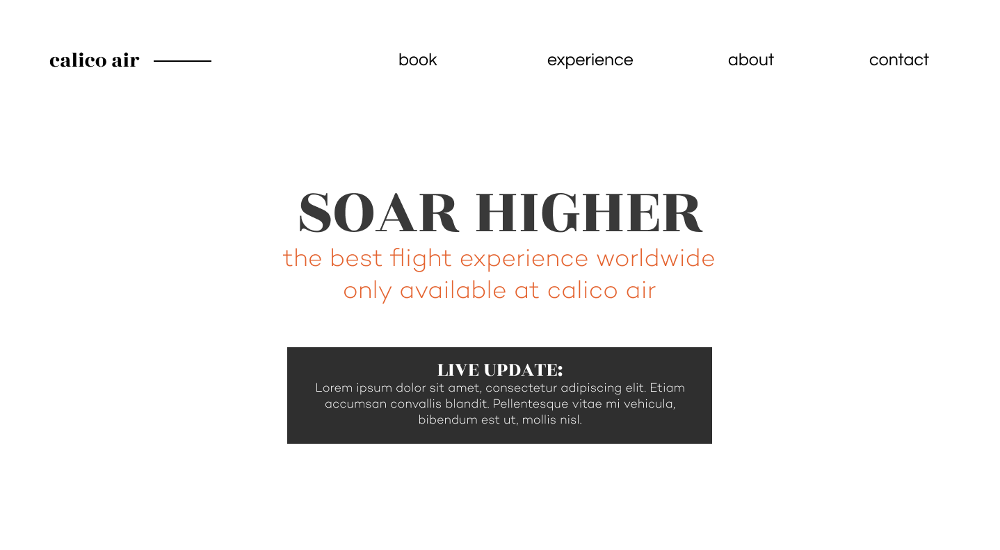 calico air
book
experience
about
contact
SOAR HIGHER
the best flight experience worldwide
only available at calico air
LIVE UPDATE:
Lorem ipsum dolor sit amet, consectetur adipiscing elit. Etiam
accumsan convallis blandit. Pellentesque vitae mi vehicula,
bibendum est ut, mollis nisl.